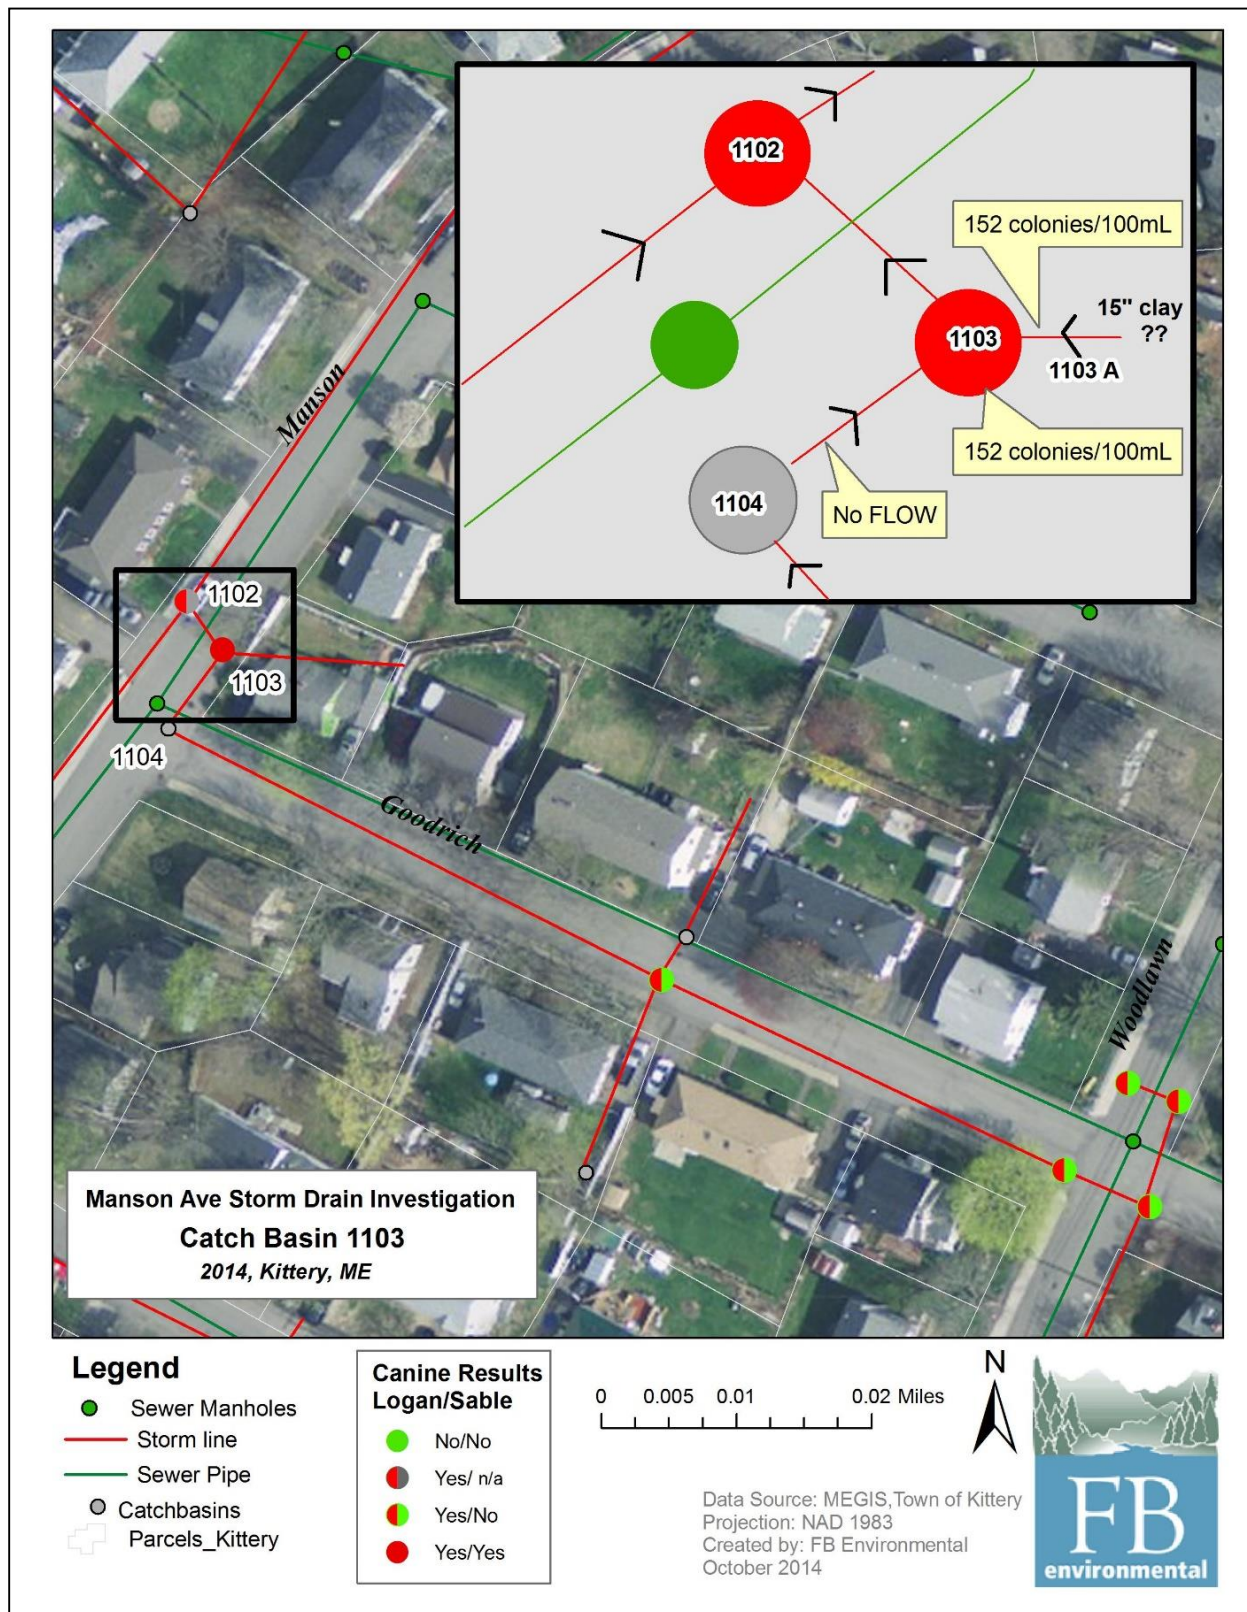 1102
152 colonies/100mL
15" clay
??
1103
1103 A
152 colonies/100mL
1104
No FLOW
Manson
1102
1103
1104
Goodrich
Woodlawn
Manson Ave Storm Drain Investigation
Catch Basin 1103
2014, Kittery, ME
Legend
Sewer Manholes
Storm line
Sewer Pipe
Catchbasins
Parcels_Kittery
Canine Results
Logan/Sable
No/No
Yes/ n/a
Yes/No
Yes/Yes
0 0.005 0.01 0.02 Miles
N
Data Source: MEGIS,Town of Kittery
Projection: NAD 1983
Created by: FB Environmental
October 2014
FB
environmental